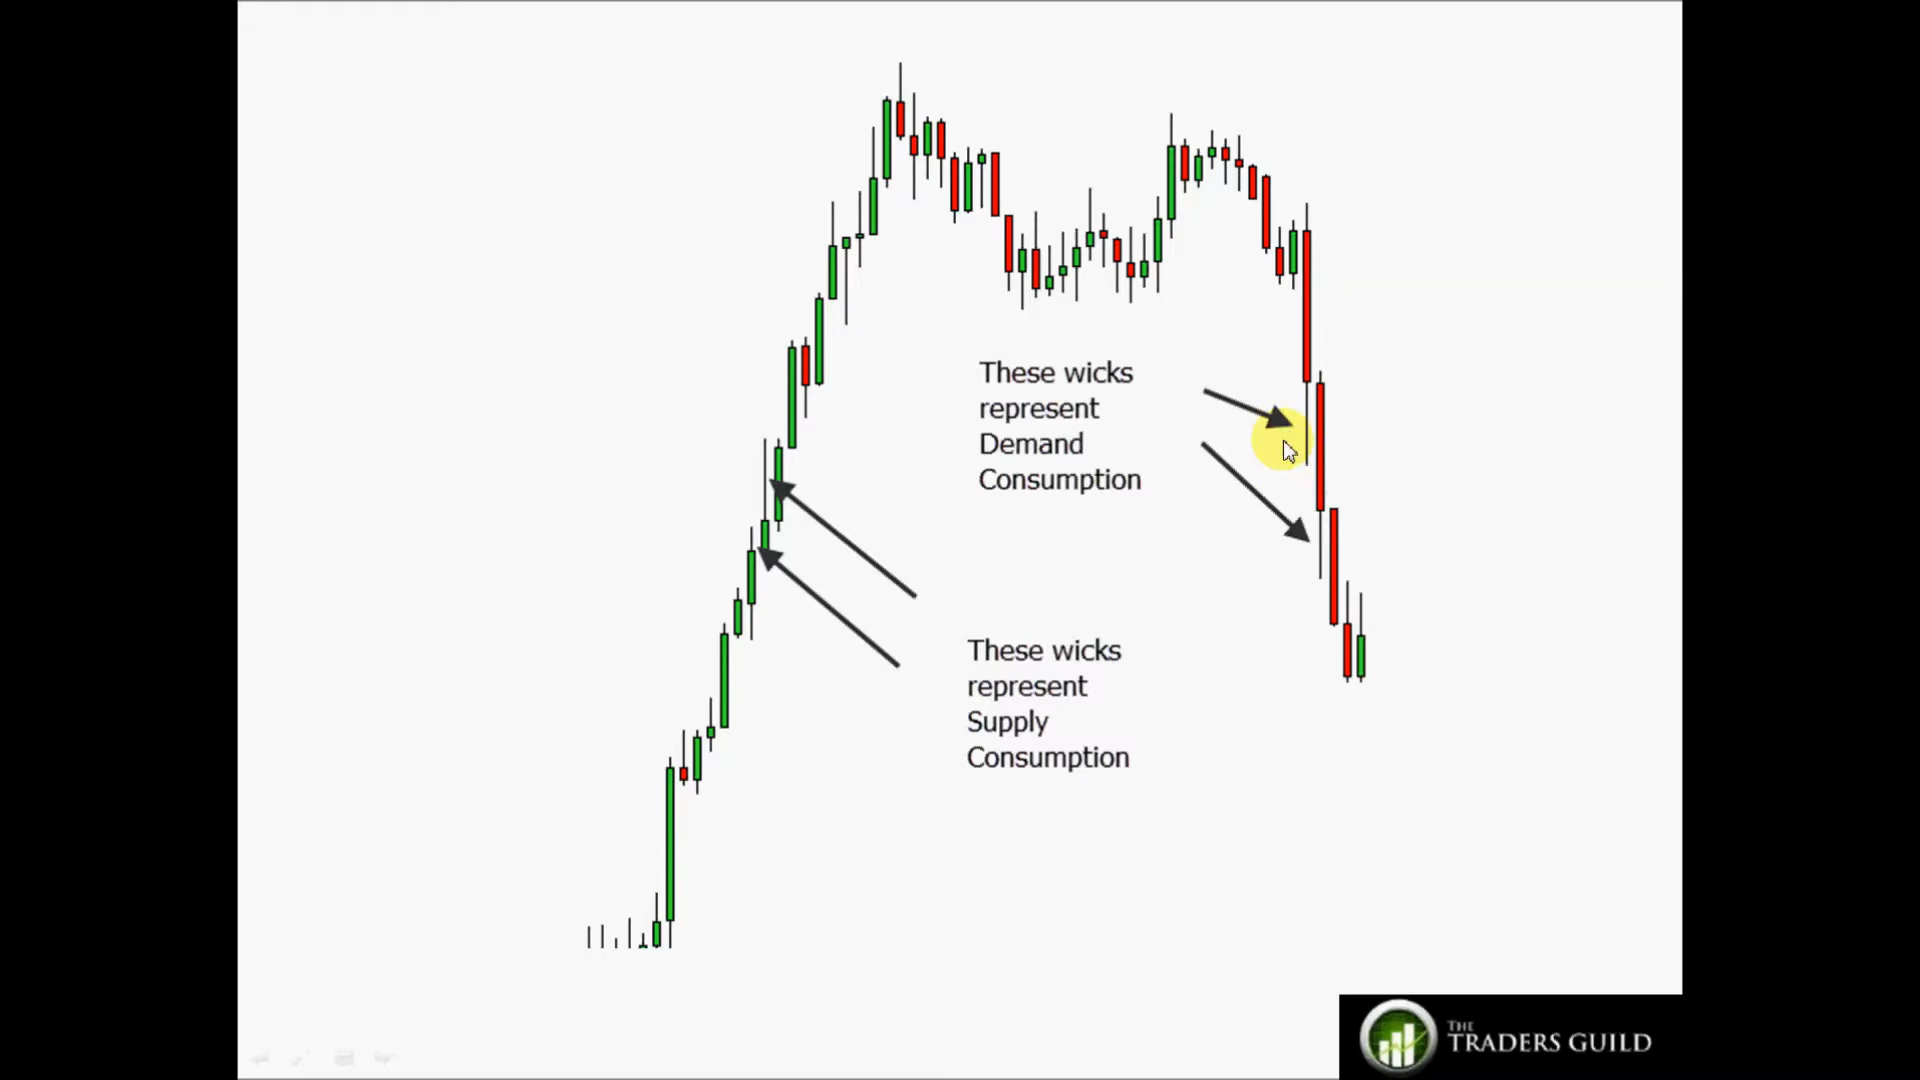 These wicks
represent
Demand
Consumption
These wicks
represent
Supply
Consumption
THE
TRADERS GUILD